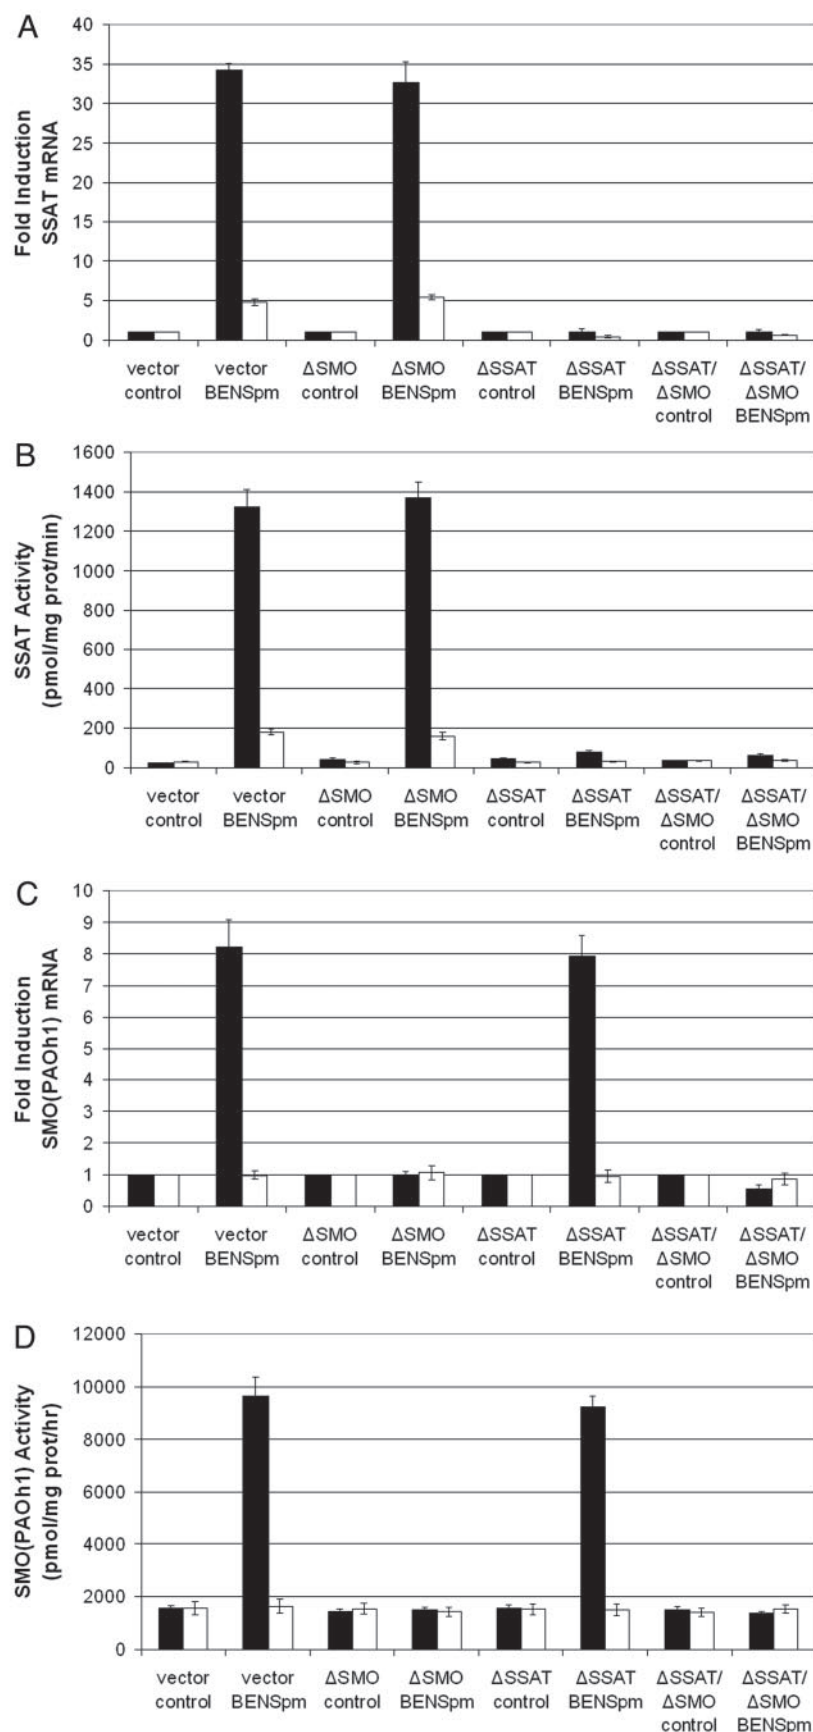 A
Fold Induction
SSAT mRNA
40
35
30
25
20
15
10
5
0
vector control
vector BENSpm
ΔSMO control
ΔSMO BENSpm
ΔSSAT control
ΔSSAT BENSpm
ΔSSAT/ ΔSMO control
ΔSSAT/ ΔSMO BENSpm
B
SSAT Activity
(pmol/mg prot/min)
1600
1400
1200
1000
800
600
400
200
0
vector control
vector BENSpm
ΔSMO control
ΔSMO BENSpm
ΔSSAT control
ΔSSAT BENSpm
ΔSSAT/ ΔSMO control
ΔSSAT/ ΔSMO BENSpm
C
Fold Induction
SMO(PAOh1) mRNA
10
9
8
7
6
5
4
3
2
1
0
vector control
vector BENSpm
ΔSMO control
ΔSMO BENSpm
ΔSSAT control
ΔSSAT BENSpm
ΔSSAT/ ΔSMO control
ΔSSAT/ ΔSMO BENSpm
D
SMO(PAOh1) Activity
(pmol/mg prot/hr)
12000
10000
8000
6000
4000
2000
0
vector control
vector BENSpm
ΔSMO control
ΔSMO BENSpm
ΔSSAT control
ΔSSAT BENSpm
ΔSSAT/ ΔSMO control
ΔSSAT/ ΔSMO BENSpm